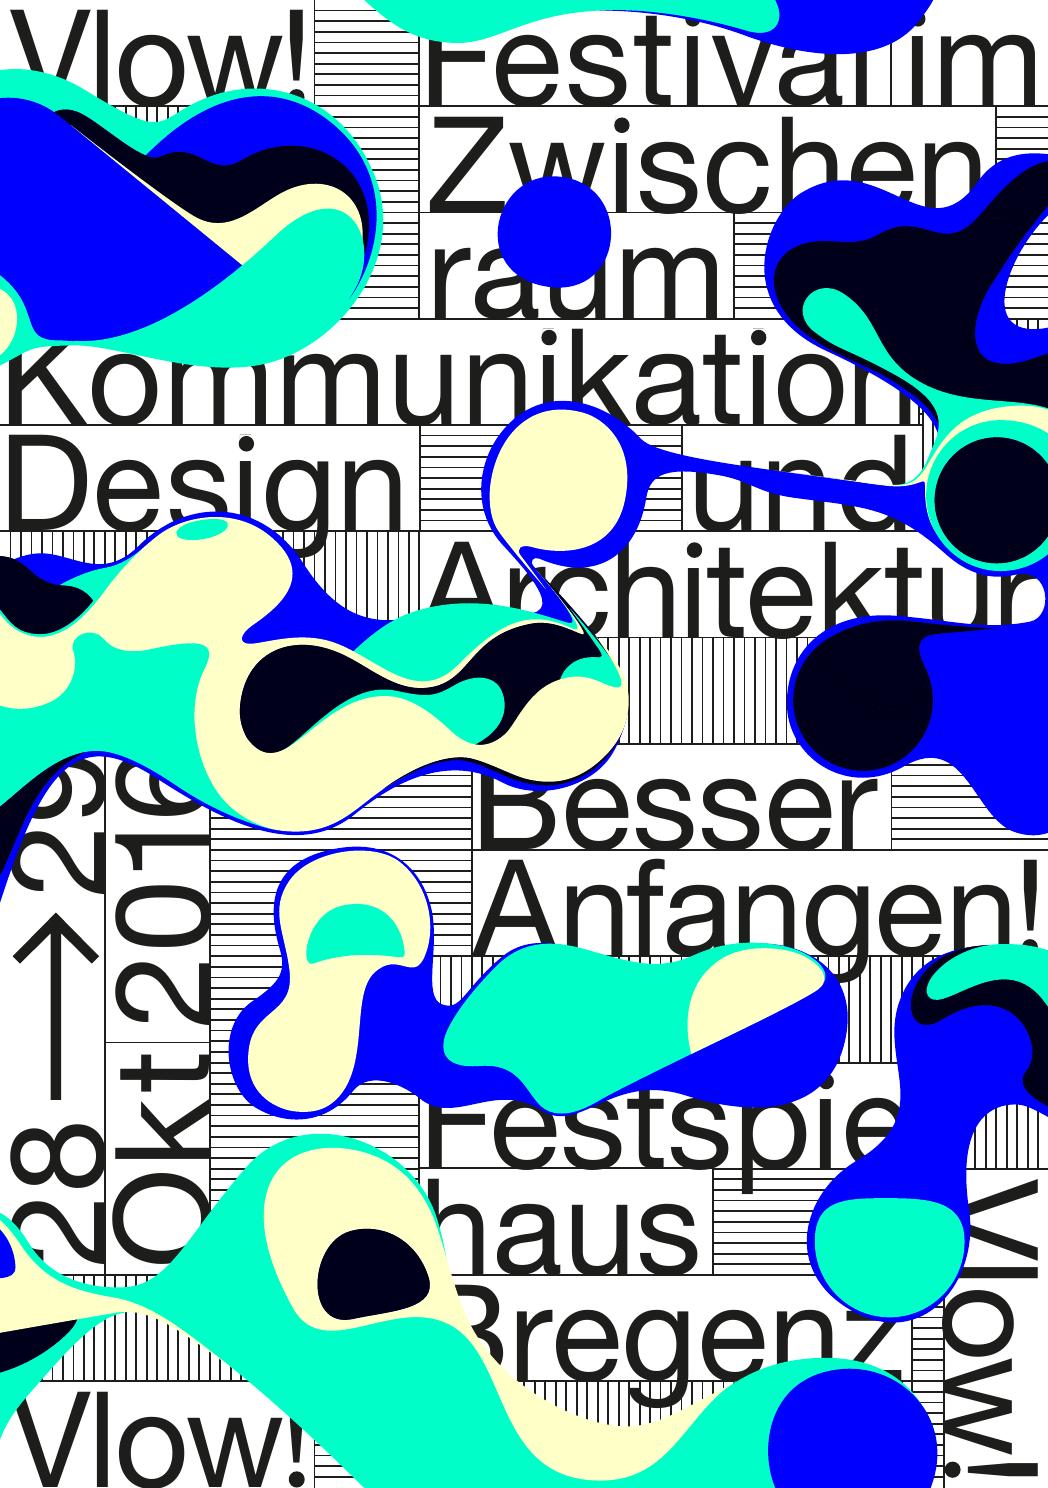 Vlow!
Festival im
Zwischen
raum
Kommunikation
Design
und
Architektur
Besser
Anfangen!
28 → 29
Okt 2016
Festspiel
haus
Bregenz
Vlow!
Vlow!